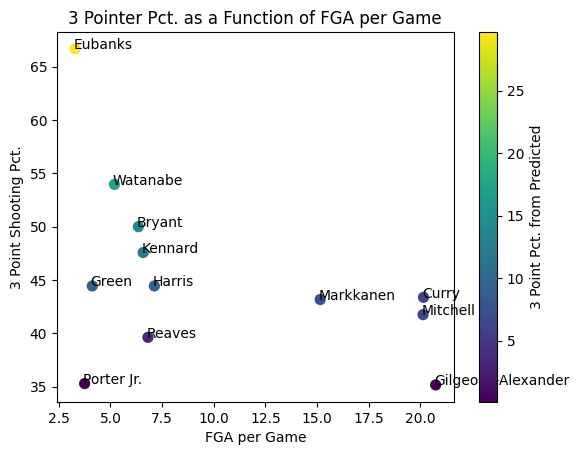 3 Pointer Pct. as a Function of FGA per Game
Eubanks
Watanabe
Bryant
Kennard
Green
Harris
Markkanen
Curry
Mitchell
Reaves
Porter Jr.
Alexander
65
60
55
50
45
40
35
2.5 5.0 7.5 10.0 12.5 15.0 17.5 20.0
FGA per Game
3 Point Shooting Pct.
25
20
15
10
5
3 Point Pct. from Predicted